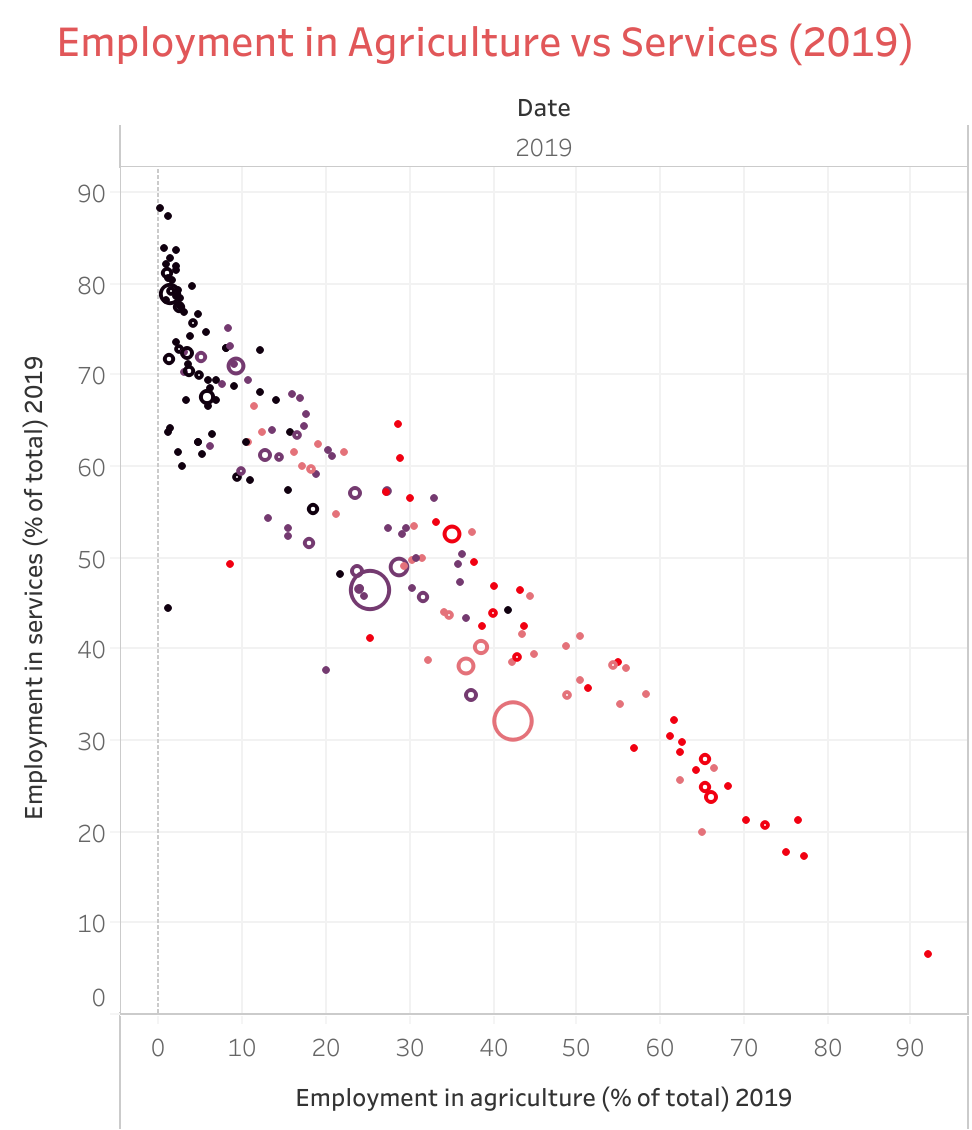 Employment in Agriculture vs Services (2019)
Date
2019
90
80
70
60
50
40
30
20
10
0
Employment in services (% of total) 2019
0 10 20 30 40 50 60 70 80 90
Employment in agriculture (% of total) 2019